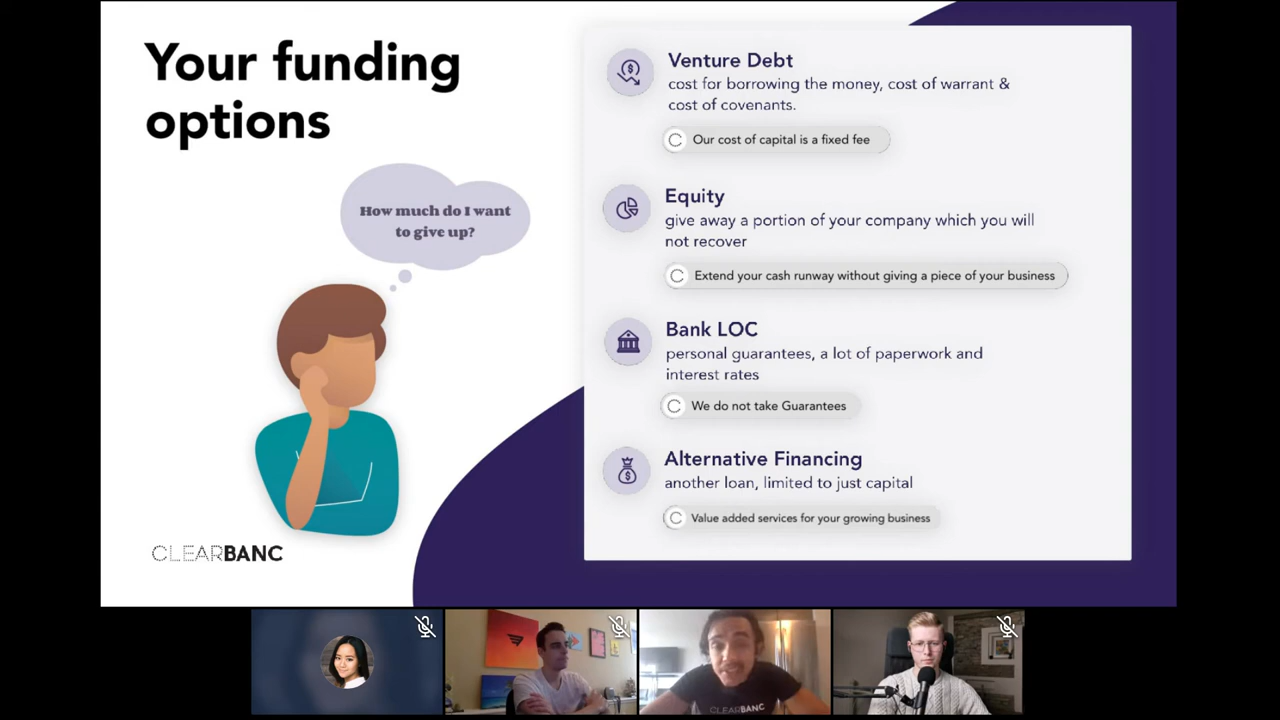 Your funding
options
How much do I want
to give up?
CLEARBANC
Venture Debt
cost for borrowing the money, cost of warrant &
cost of covenants.
Our cost of capital is a fixed fee
Equity
give away a portion of your company which you will
not recover
Extend your cash runway without giving a piece of your business
Bank LOC
personal guarantees, a lot of paperwork and
interest rates
We do not take Guarantees
Alternative Financing
another loan, limited to just capital
Value added services for your growing business
CLEARBANC